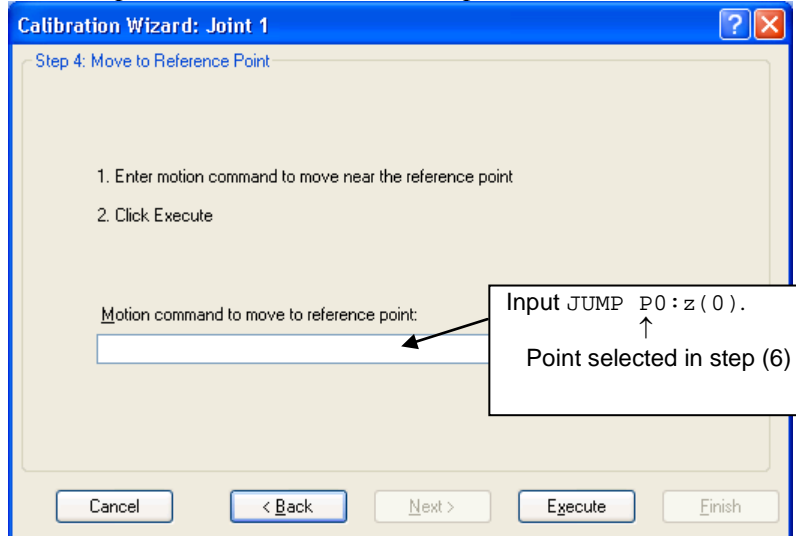 Calibration Wizard: Joint 1
Step 4: Move to Reference Point
1. Enter motion command to move near the reference point
2. Click Execute
Motion command to move to reference point:
Input JUMP P0:z(0).
↑
Point selected in step (6)
Cancel
< Back
Next >
Execute
Finish